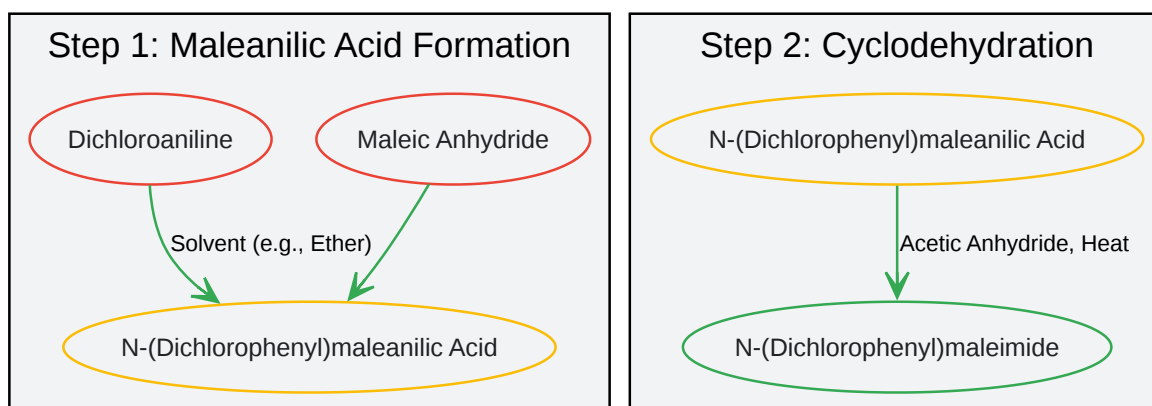 Step 1: Maleanilic Acid Formation
Dichloroaniline
Maleic Anhydride
Solvent (e.g., Ether)
N-(Dichlorophenyl)maleanilic Acid
Step 2: Cyclodehydration
N-(Dichlorophenyl)maleanilic Acid
Acetic Anhydride, Heat
N-(Dichlorophenyl)maleimide